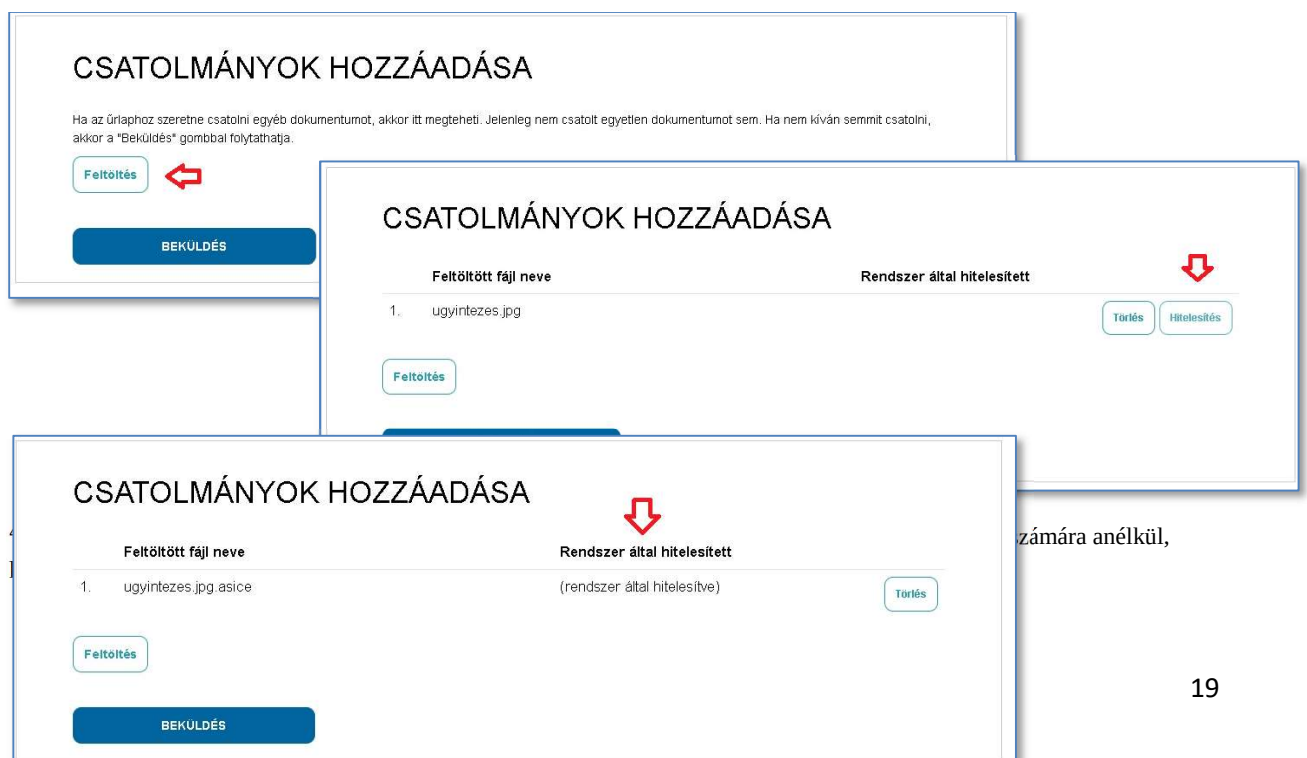 CSATOLMÁNYOK HOZZÁADÁSA
Ha az űrlaphoz szeretne csatolni egyéb dokumentumot, akkor itt megteheti. Jelenleg nem csatolt egyetlen dokumentumot sem. Ha nem kíván semmit csatolni,
akkor a "Beküldés" gombbal folytathatja.
Feltöltés
BEKÜLDÉS
CSATOLMÁNYOK HOZZÁADÁSA
Feltöltött fájl neve Rendszer által hitelesített
1. ugyintezes.jpg Törlés Hitelesítés
Feltöltés
CSATOLMÁNYOK HOZZÁADÁSA
Feltöltött fájl neve Rendszer által hitelesített
1. ugyintezes.jpg.asice (rendszer által hitelesítve) Törlés
Feltöltés
BEKÜLDÉS
anélkül,
19